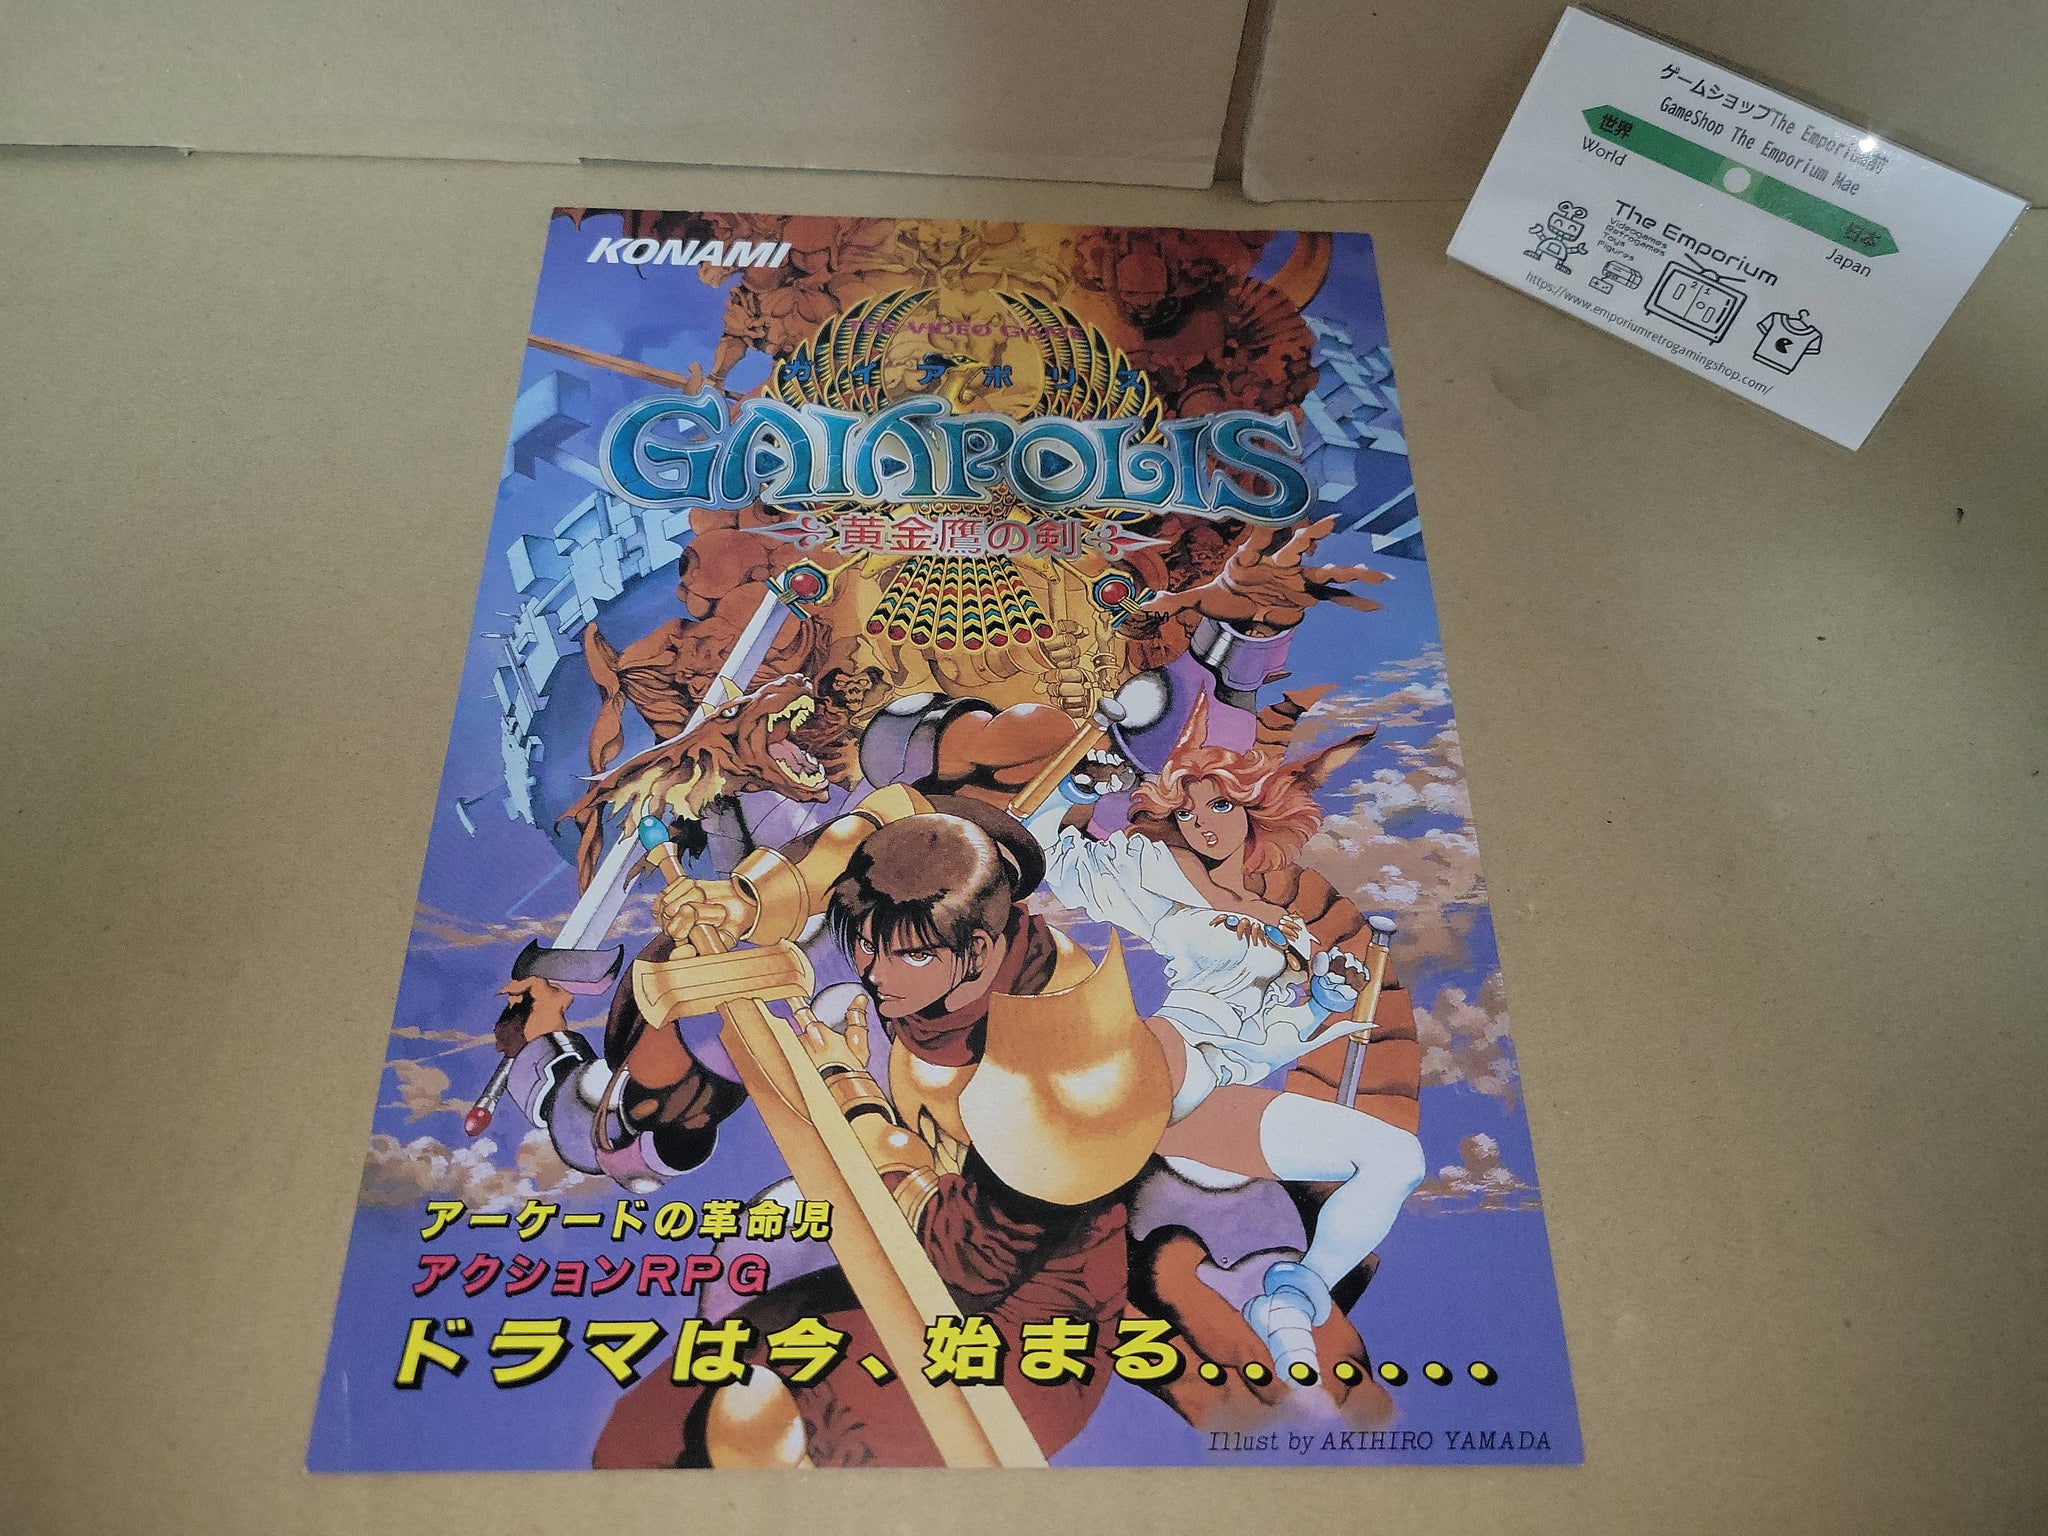 KONAMI
THE VIDEO GAME
ガイアポリス
GAIAPOLIS
黄金鷹の剣
TM
アーケードの革命児
アクションRPG
ドラマは今、始まる.......
Illust by AKIHIRO YAMADA
ゲームショップThe Emporium前
GameShop The Emporium Mae
世界
World
日本
Japan
The Emporium
Videogames
Retrogames
Toys
Figures
https://www.emporiumretrogamingshop.com/